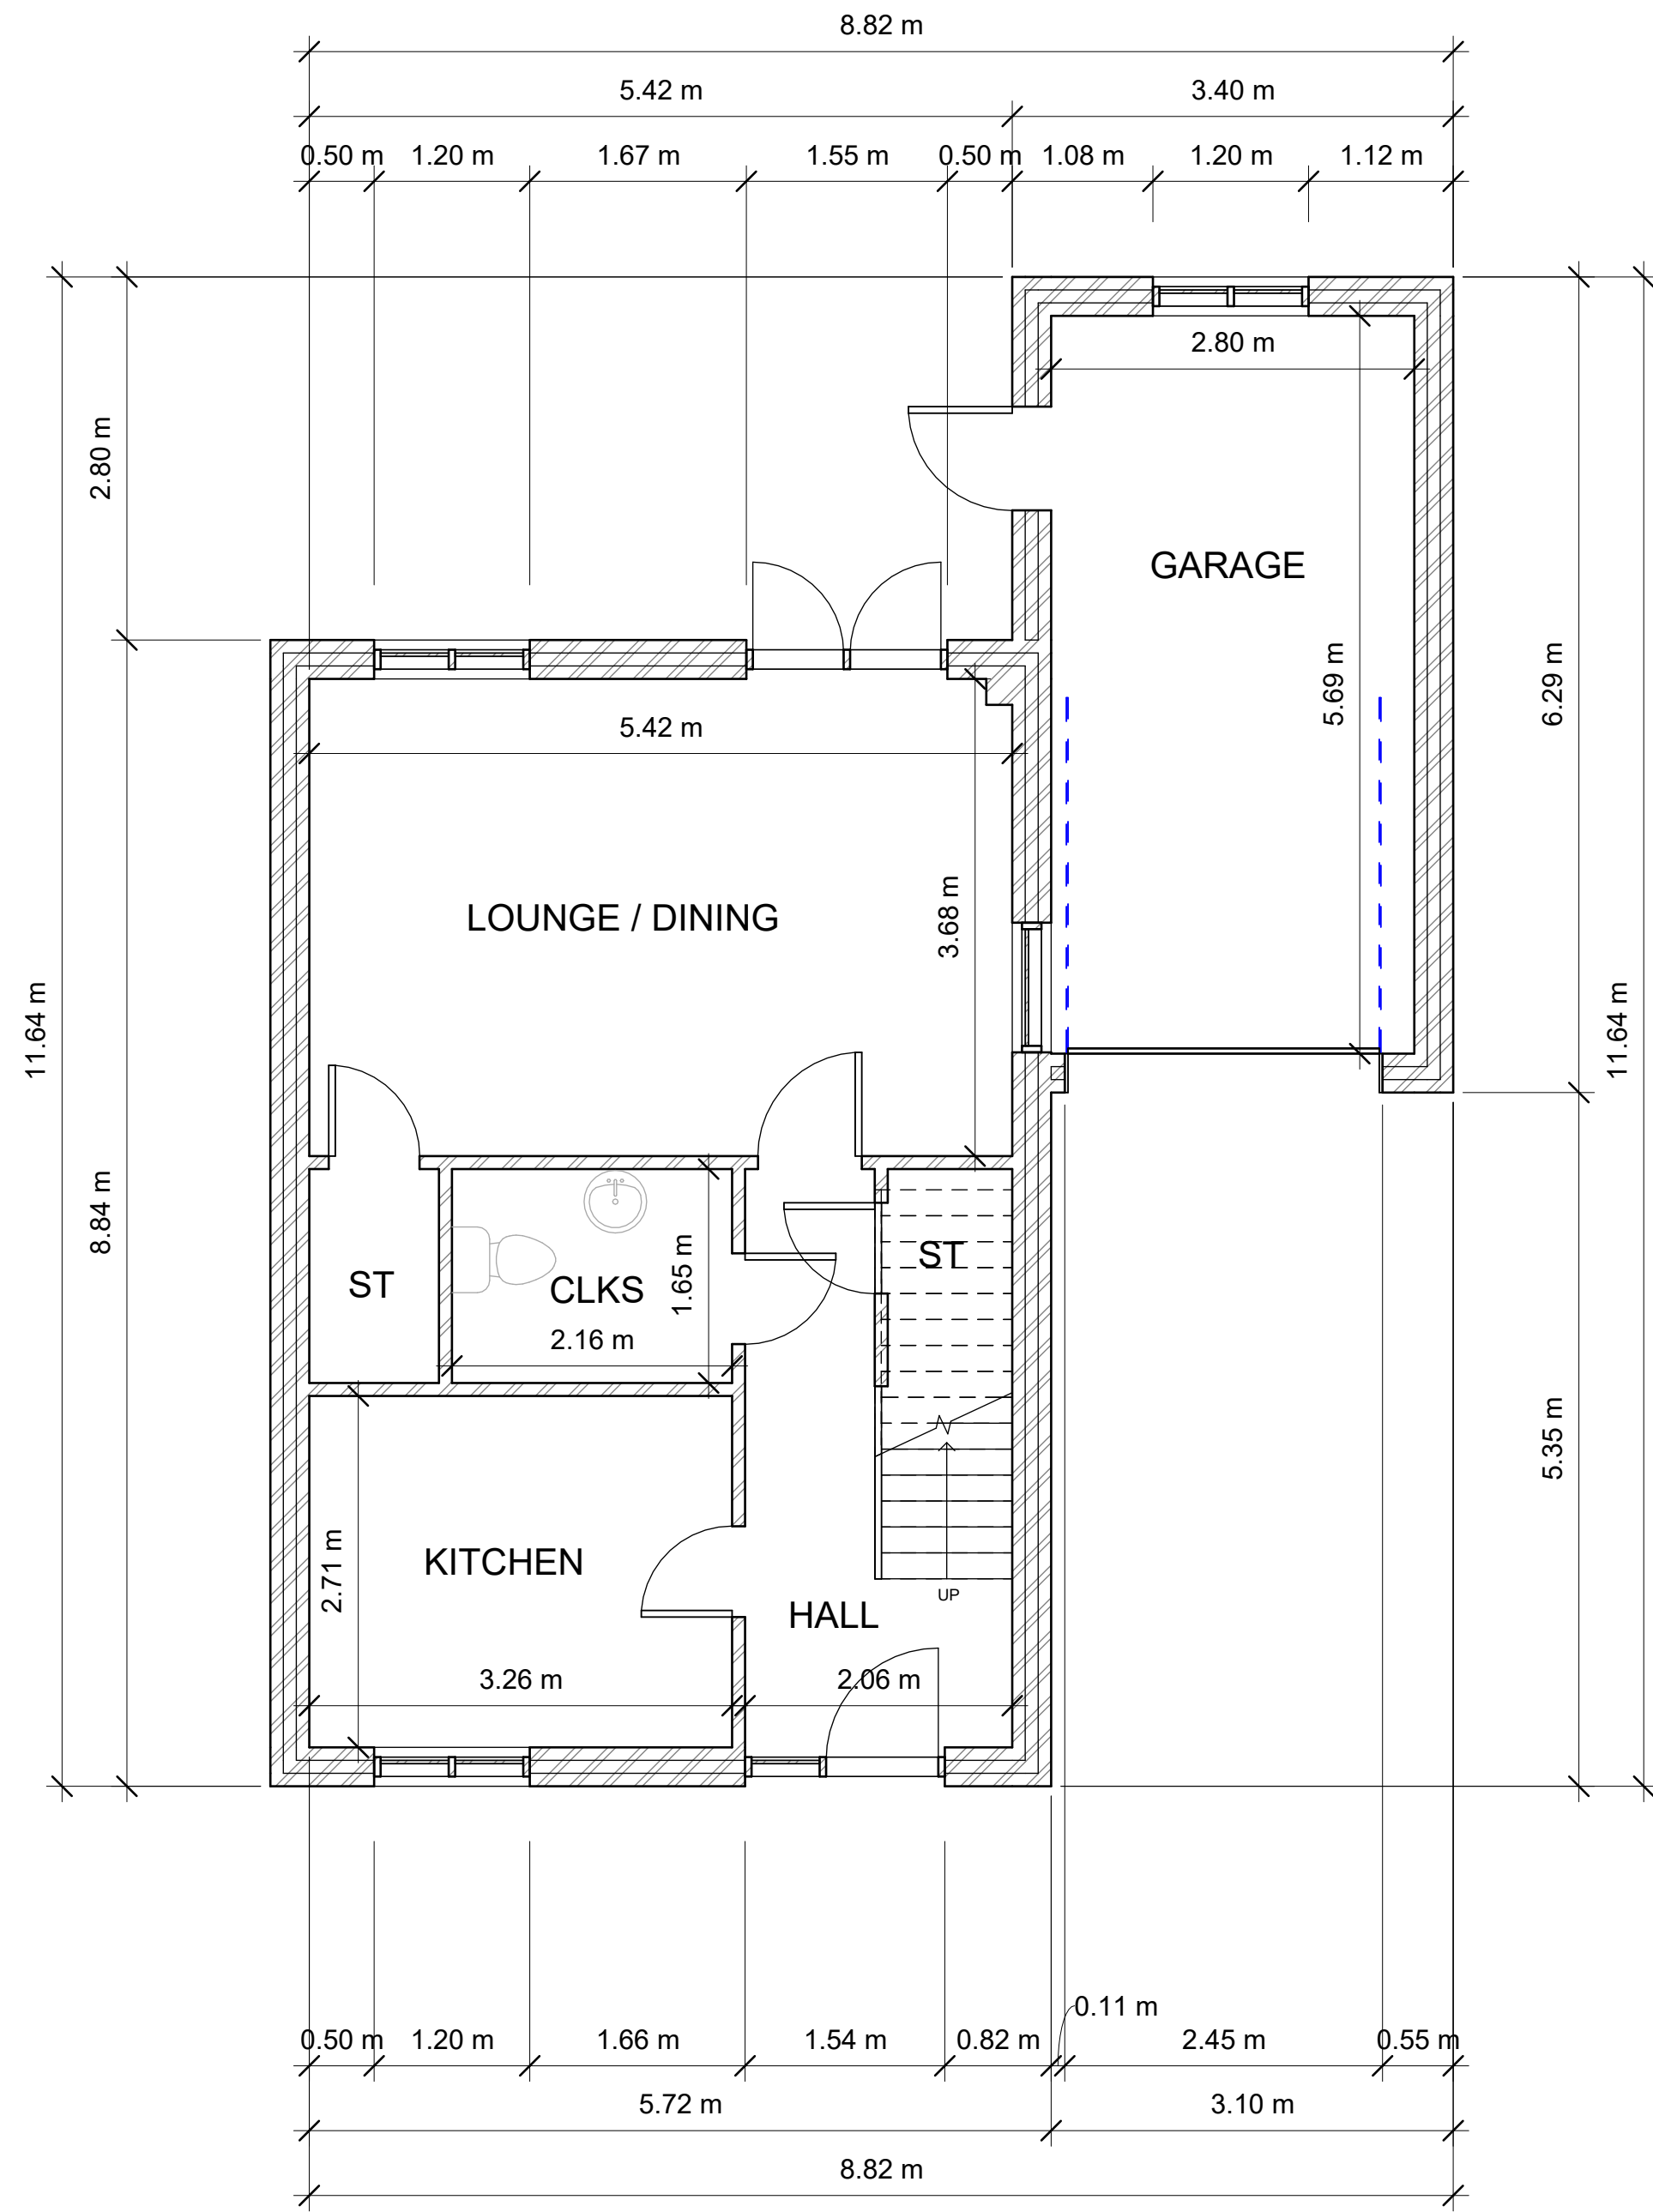 8.82 m
5.42 m
3.40 m
0.50 m
1.20 m
1.67 m
1.55 m
0.50 m
1.08 m
1.20 m
1.12 m
2.80 m
2.80 m
GARAGE
5.69 m
6.29 m
5.42 m
LOUNGE / DINING
3.68 m
11.64 m
11.64 m
8.84 m
ST
CLKS
1.65 m
ST
2.16 m
5.35 m
2.71 m
KITCHEN
UP
HALL
3.26 m
2.06 m
0.11 m
0.50 m
1.20 m
1.66 m
1.54 m
0.82 m
2.45 m
0.55 m
5.72 m
3.10 m
8.82 m